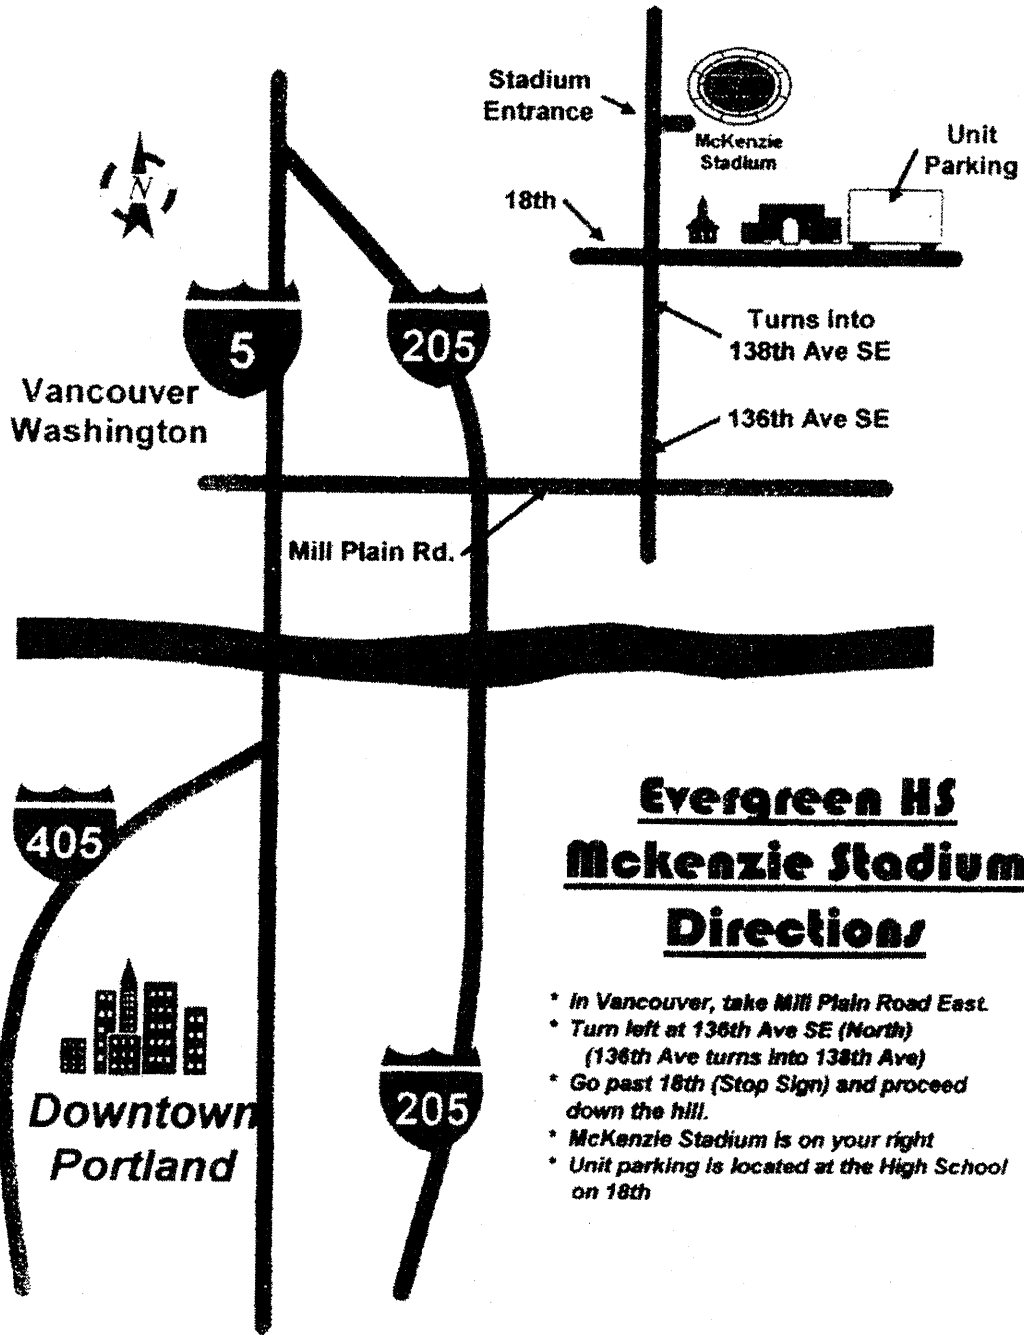 Stadium
Entrance
McKenzie
Stadium
Unit
Parking
N
18th
5
205
Turns into
138th Ave SE
Vancouver
Washington
136th Ave SE
Mill Plain Rd.
405
Evergreen HS
Mckenzie Stadium
Directions
Downtown
Portland
205
* In Vancouver, take Mill Plain Road East.
* Turn left at 136th Ave SE (North)
(136th Ave turns into 138th Ave)
* Go past 18th (Stop Sign) and proceed
down the hill.
* McKenzie Stadium is on your right
* Unit parking is located at the High School
on 18th